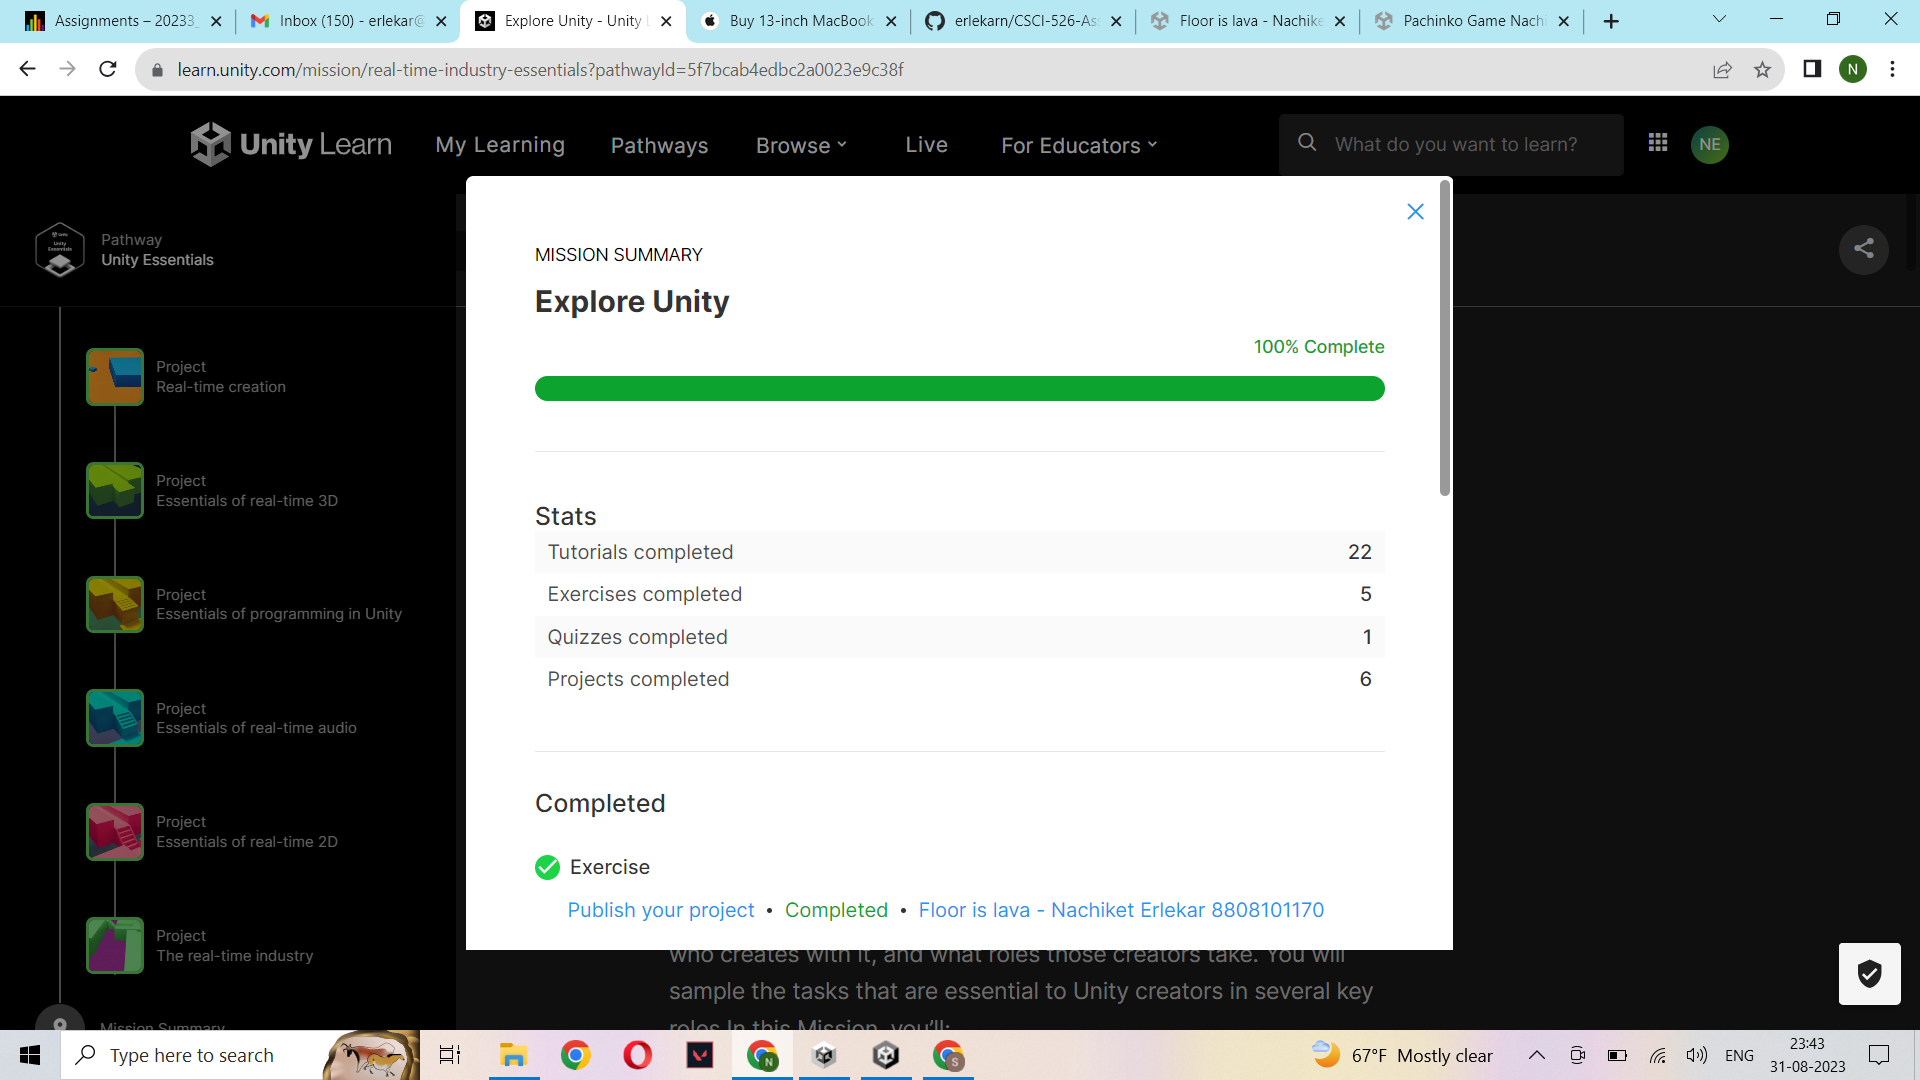 Assignments – 20233
Inbox (150) - erlekar@
Explore Unity - Unity L
Buy 13-inch MacBook
erlekarn/CSCI-526-As
Floor is lava - Nachike
Pachinko Game Nachi
learn.unity.com/mission/real-time-industry-essentials?pathwayId=5f7bcab4edbc2a0023e9c38f
N
Unity Learn
My Learning
Pathways
Browse
Live
For Educators
What do you want to learn?
NE
Pathway
Unity Essentials
Project
Real-time creation
Project
Essentials of real-time 3D
Project
Essentials of programming in Unity
Project
Essentials of real-time audio
Project
Essentials of real-time 2D
Project
The real-time industry
Mission Summary
MISSION SUMMARY
Explore Unity
100% Complete
Stats
Tutorials completed 22
Exercises completed 5
Quizzes completed 1
Projects completed 6
Completed
Exercise
Publish your project • Completed • Floor is lava - Nachiket Erlekar 8808101170
who creates with it, and what roles those creators take. You will
sample the tasks that are essential to Unity creators in several key
roles.In this Mission, you'll:
Type here to search
N
S
67°F Mostly clear
ENG
23:43
31-08-2023